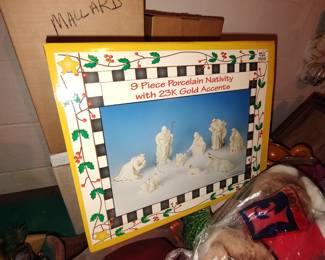 MALLARD
9 Piece Porcelain Nativity
with 23K Gold Accents